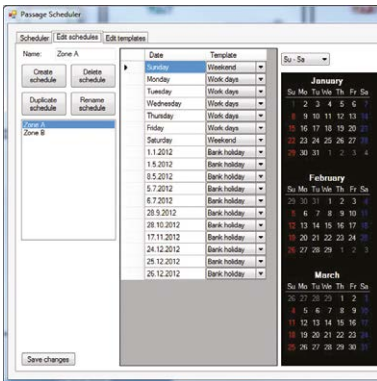 Passage Scheduler
Scheduler Edit schedules Edit templates
Name: Zone A
Create schedule Delete schedule
Duplicate schedule Rename schedule
Zone A
Zone B
Save changes
Date Template
Sunday Weekend
Monday Work days
Tuesday Work days
Wednesday Work days
Thursday Work days
Friday Work days
Saturday Weekend
1.1.2012 Bank holiday
1.5.2012 Bank holiday
8.5.2012 Bank holiday
5.7.2012 Bank holiday
6.7.2012 Bank holiday
28.9.2012 Bank holiday
28.10.2012 Bank holiday
17.11.2012 Bank holiday
24.12.2012 Bank holiday
25.12.2012 Bank holiday
26.12.2012 Bank holiday
Su - Sa
January
Su Mo Tu We Th Fr Sa
1 2 3 4 5 6 7
8 9 10 11 12 13 14
15 16 17 18 19 20 21
22 23 24 25 26 27 28
29 30 31 1 2 3 4
February
Su Mo Tu We Th Fr Sa
29 30 31 1 2 3 4
5 6 7 8 9 10 11
12 13 14 15 16 17 18
19 20 21 22 23 24 25
26 27 28 29 1 2 3
March
Su Mo Tu We Th Fr Sa
26 27 28 29 1 2 3
4 5 6 7 8 9 10
11 12 13 14 15 16 17
18 19 20 21 22 23 24
25 26 27 28 29 30 31